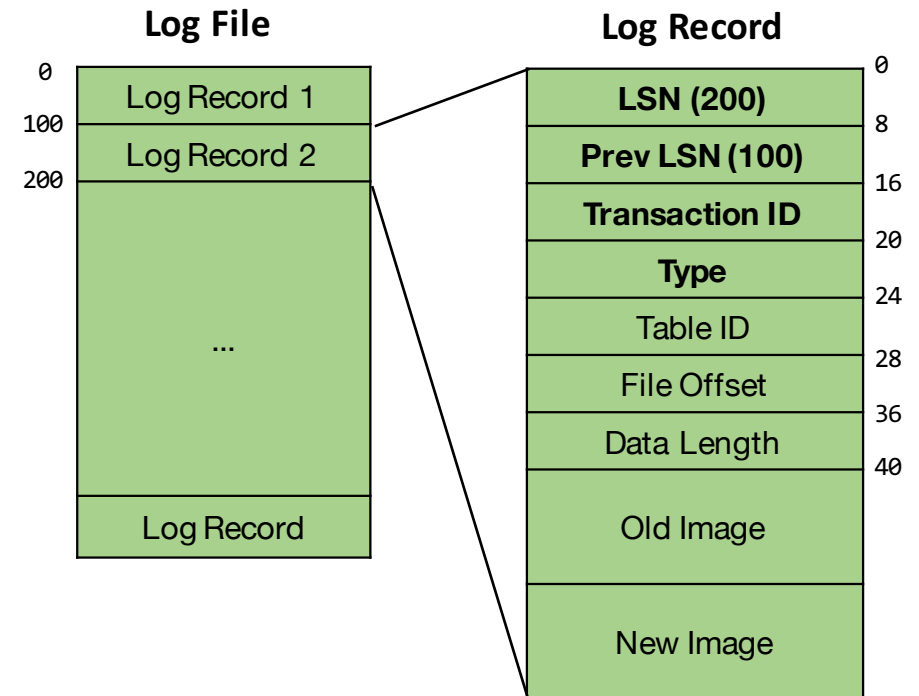 Log File
0
Log Record 1
100
Log Record 2
200
...
Log Record
Log Record
0
LSN (200)
8
Prev LSN (100)
16
Transaction ID
20
Type
24
Table ID
28
File Offset
36
Data Length
40
Old Image
New Image